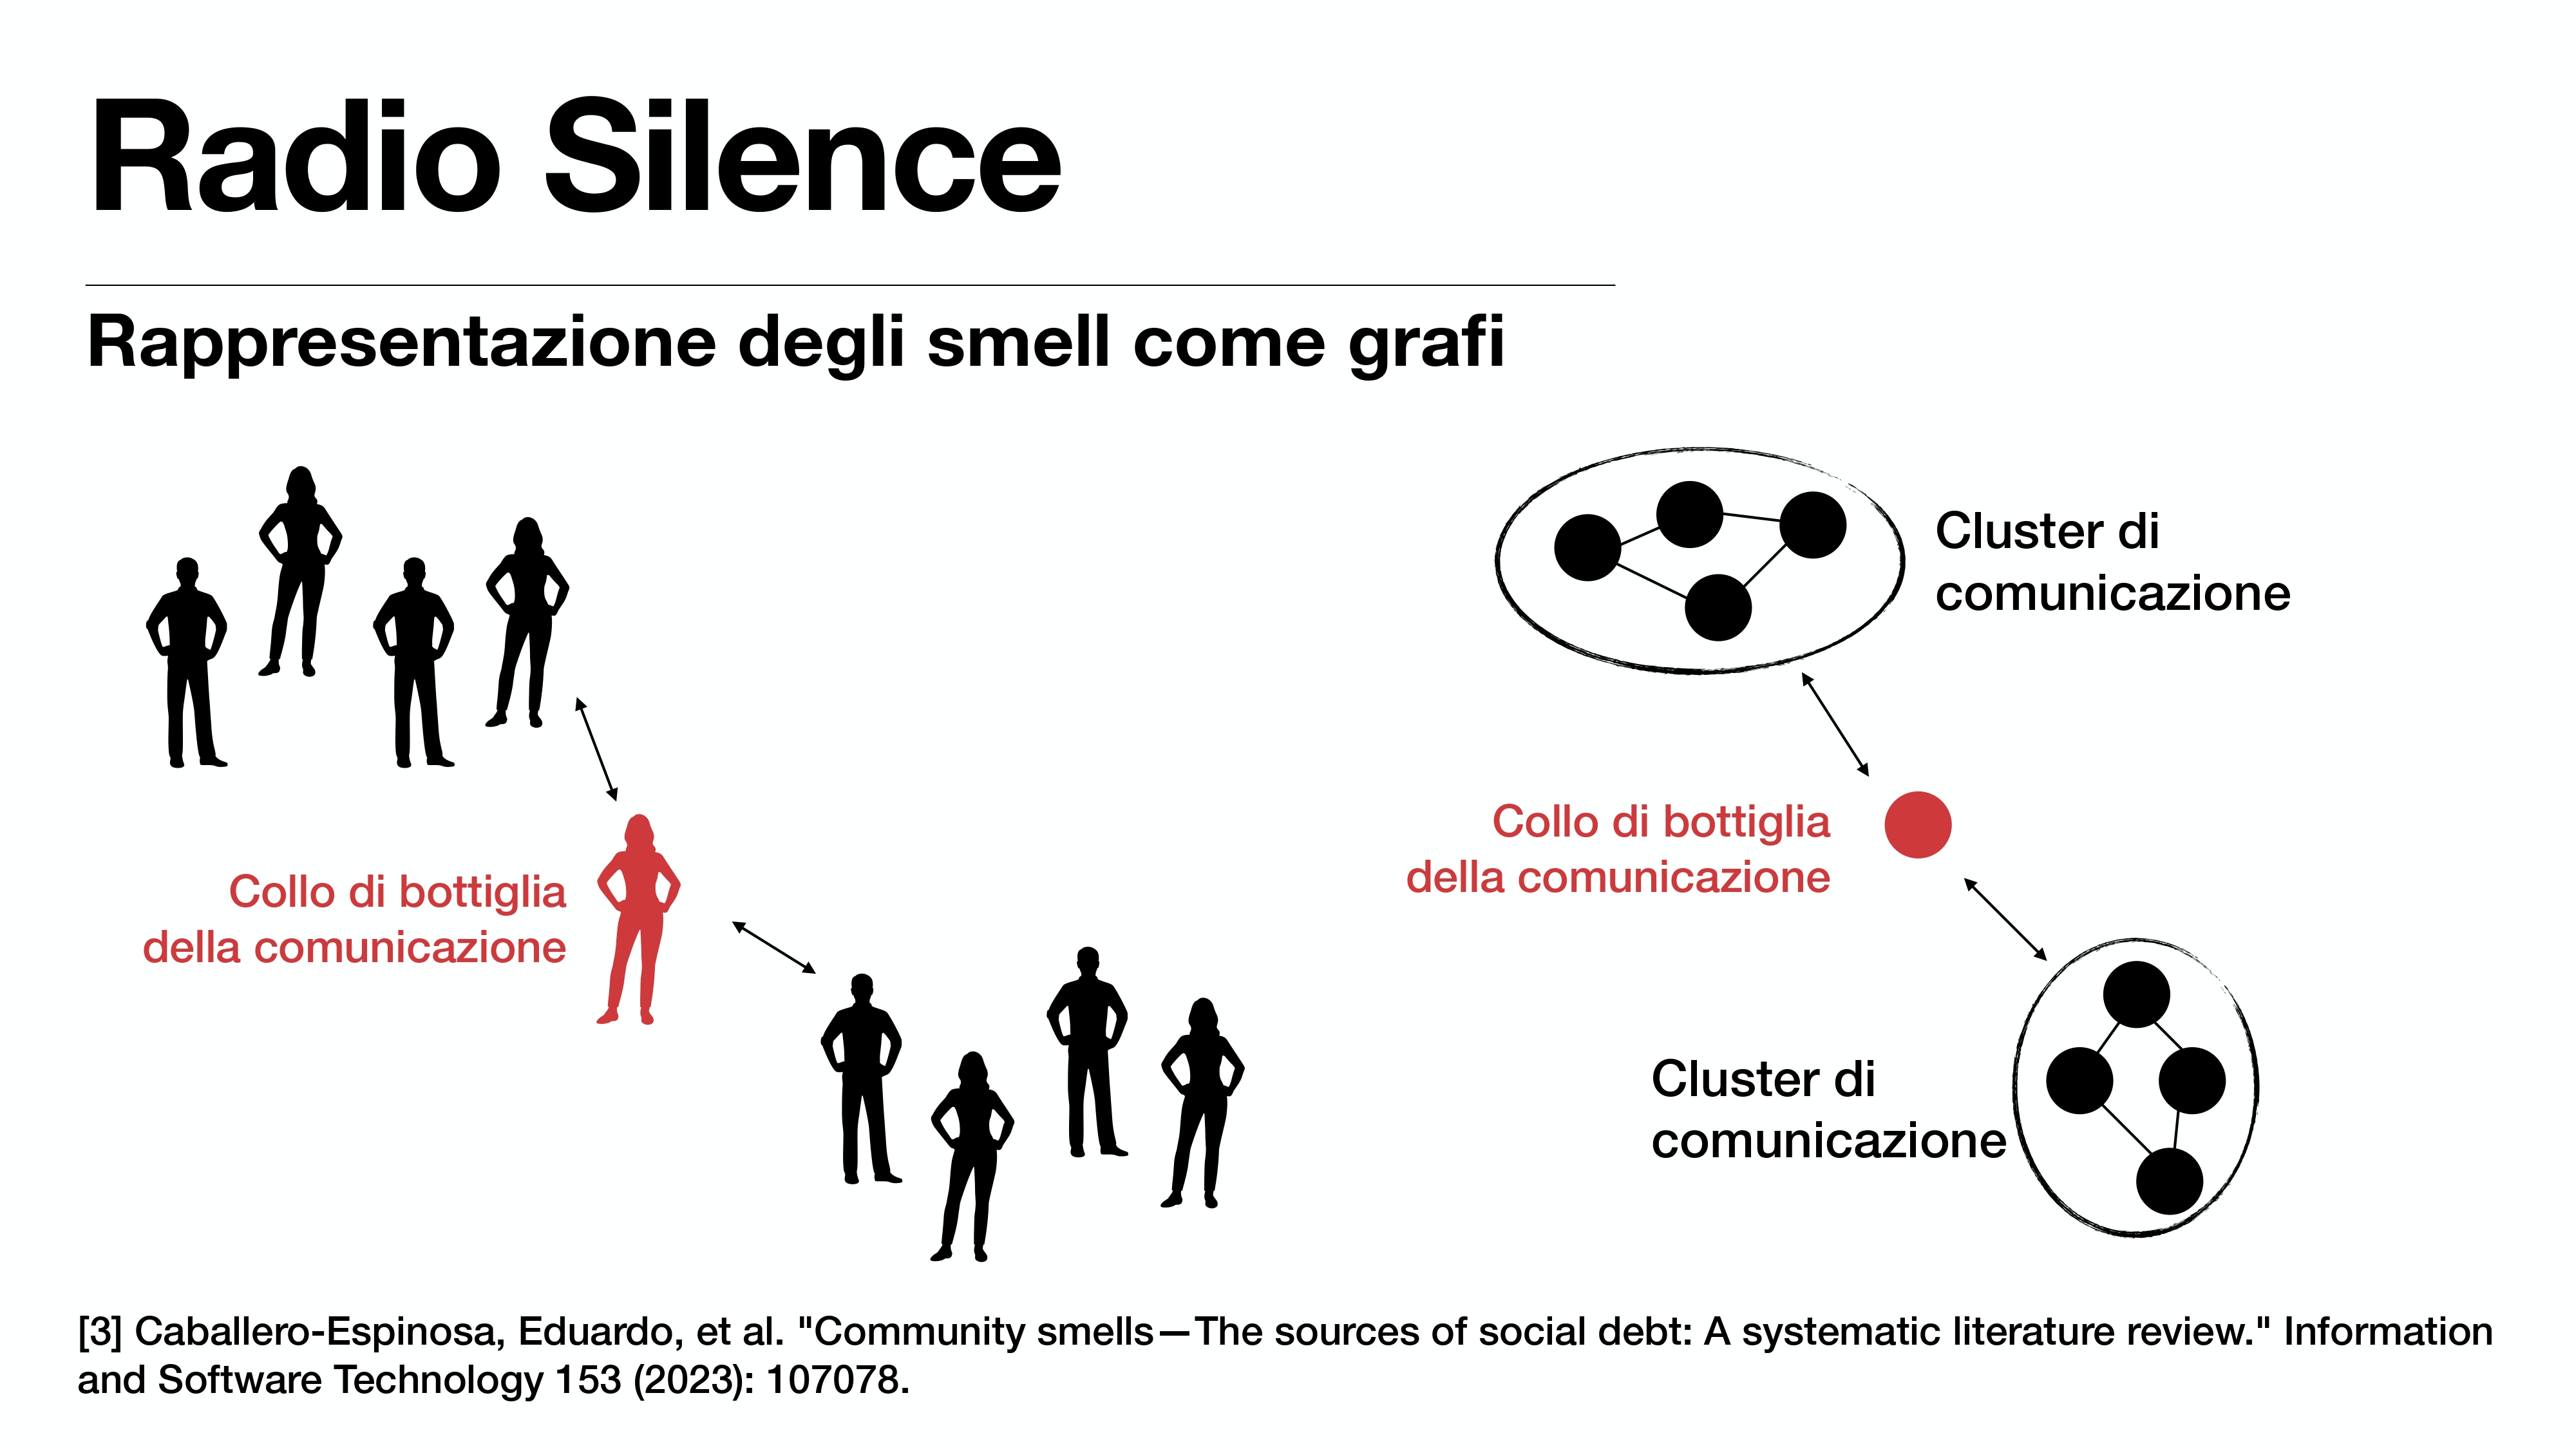 Radio Silence
Rappresentazione degli smell come grafi
Collo di bottiglia
della comunicazione
Cluster di
comunicazione
Collo di bottiglia
della comunicazione
Cluster di
comunicazione
[3] Caballero-Espinosa, Eduardo, et al. "Community smells—The sources of social debt: A systematic literature review." Information
and Software Technology 153 (2023): 107078.